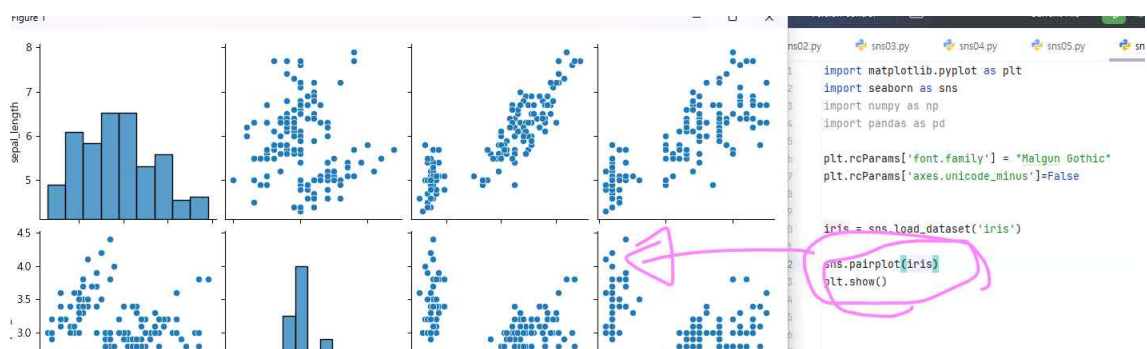 Figure 1
8
7
6
5
sepal_length
4.5
4.0
3.5
3.0
ns02.py
sns03.py
sns04.py
sns05.py
sn
import matplotlib.pyplot as plt
import seaborn as sns
import numpy as np
import pandas as pd
plt.rcParams['font.family'] = "Malgun Gothic"
plt.rcParams['axes.unicode_minus']=False
iris = sns.load_dataset('iris')
sns.pairplot(iris)
plt.show()